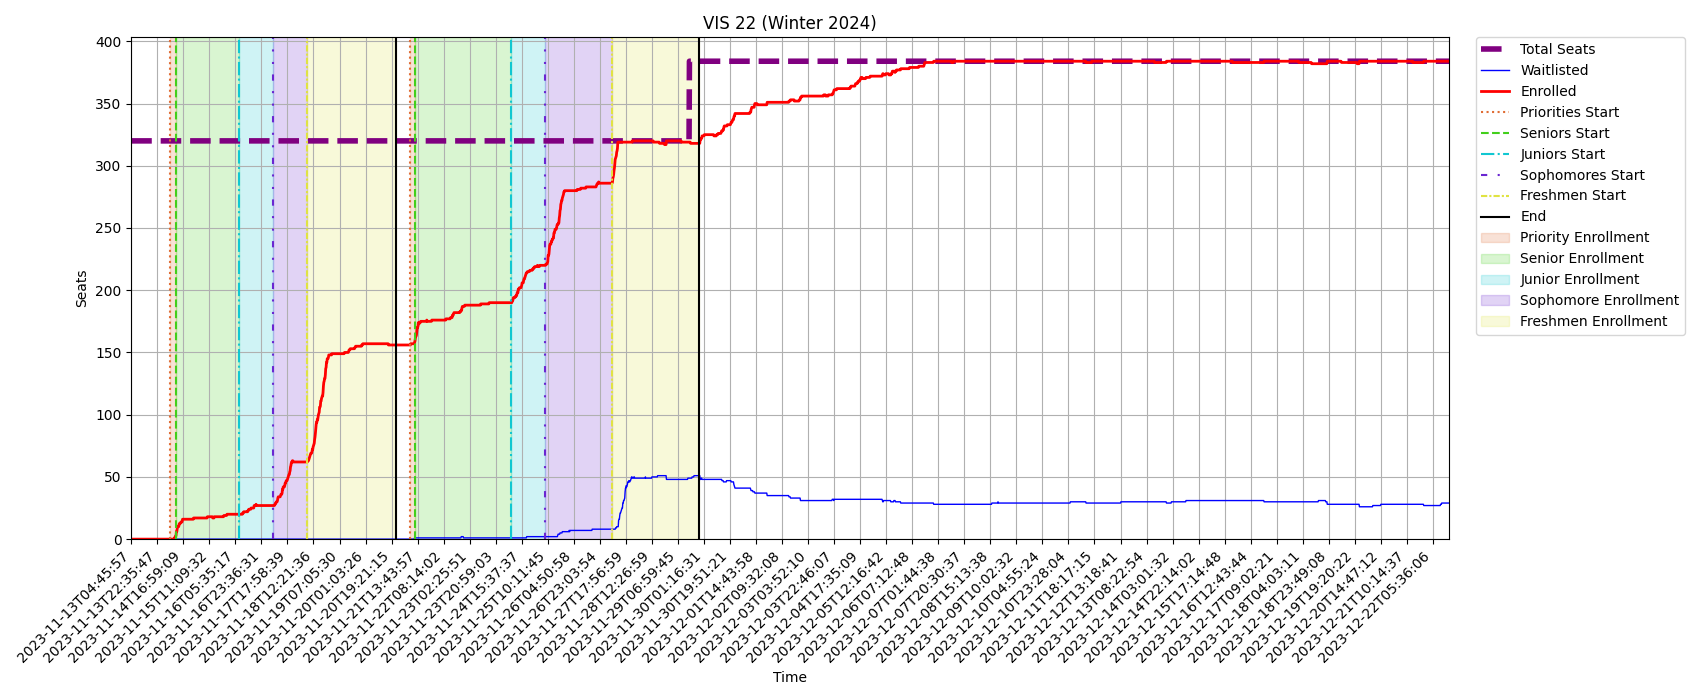 VIS 22 (Winter 2024)
400
350
300
250
200
150
100
50
0
Seats
2023-11-13T04:45:57
2023-11-13T22:35:47
2023-11-14T16:59:09
2023-11-15T11:09:32
2023-11-16T05:35:17
2023-11-16T23:36:31
2023-11-17T17:58:39
2023-11-18T12:21:36
2023-11-19T07:05:30
2023-11-20T01:03:26
2023-11-20T19:21:15
2023-11-21T13:43:57
2023-11-22T08:14:02
2023-11-23T02:25:51
2023-11-23T20:59:03
2023-11-24T15:37:37
2023-11-25T10:11:45
2023-11-26T04:50:58
2023-11-26T23:03:54
2023-11-27T17:56:59
2023-11-28T12:26:59
2023-11-29T06:59:45
2023-11-30T01:16:31
2023-11-30T19:51:21
2023-12-01T14:43:58
2023-12-02T09:32:08
2023-12-03T03:52:10
2023-12-03T22:46:07
2023-12-04T17:35:09
2023-12-05T12:16:42
2023-12-06T07:12:48
2023-12-07T01:44:38
2023-12-07T20:30:37
2023-12-08T15:13:38
2023-12-09T10:02:32
2023-12-10T04:55:24
2023-12-10T23:28:04
2023-12-11T18:17:15
2023-12-12T13:18:41
2023-12-13T08:22:54
2023-12-14T03:01:32
2023-12-14T22:14:02
2023-12-15T17:14:48
2023-12-16T12:43:44
2023-12-17T09:02:21
2023-12-18T04:03:11
2023-12-18T23:49:08
2023-12-19T19:20:22
2023-12-20T14:47:12
2023-12-21T10:14:37
2023-12-22T05:36:06
Time
Total Seats
Waitlisted
Enrolled
Priorities Start
Seniors Start
Juniors Start
Sophomores Start
Freshmen Start
End
Priority Enrollment
Senior Enrollment
Junior Enrollment
Sophomore Enrollment
Freshmen Enrollment